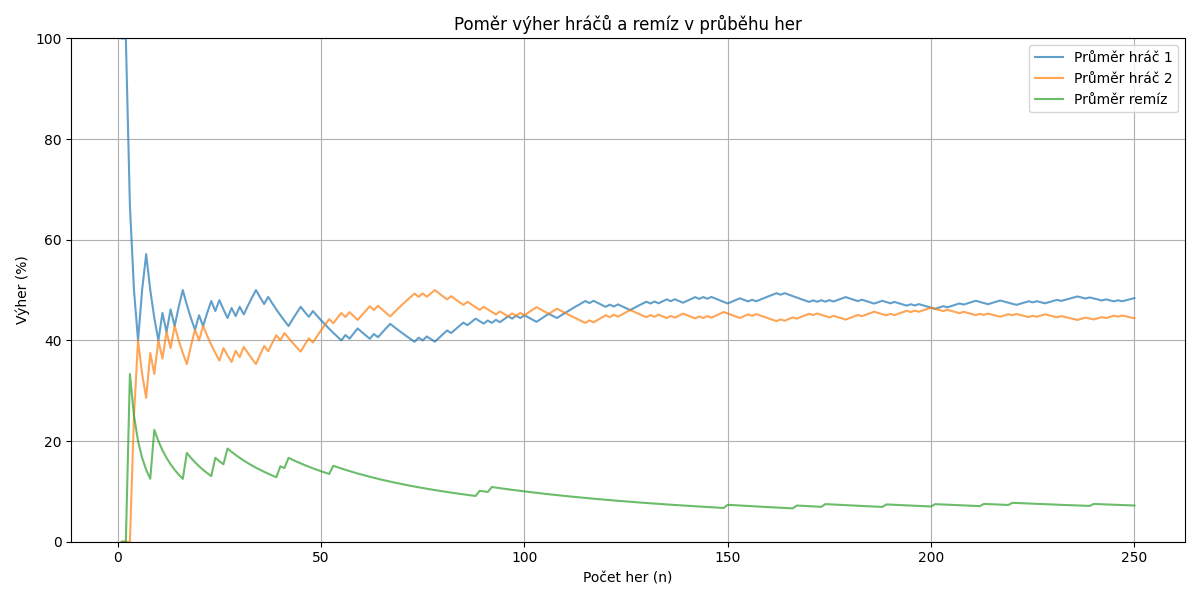 Poměr výher hráčů a remíz v průběhu her
Výher (%)
100
80
60
40
20
0
Průměr hráč 1
Průměr hráč 2
Průměr remíz
0
50
100
150
200
250
Počet her (n)